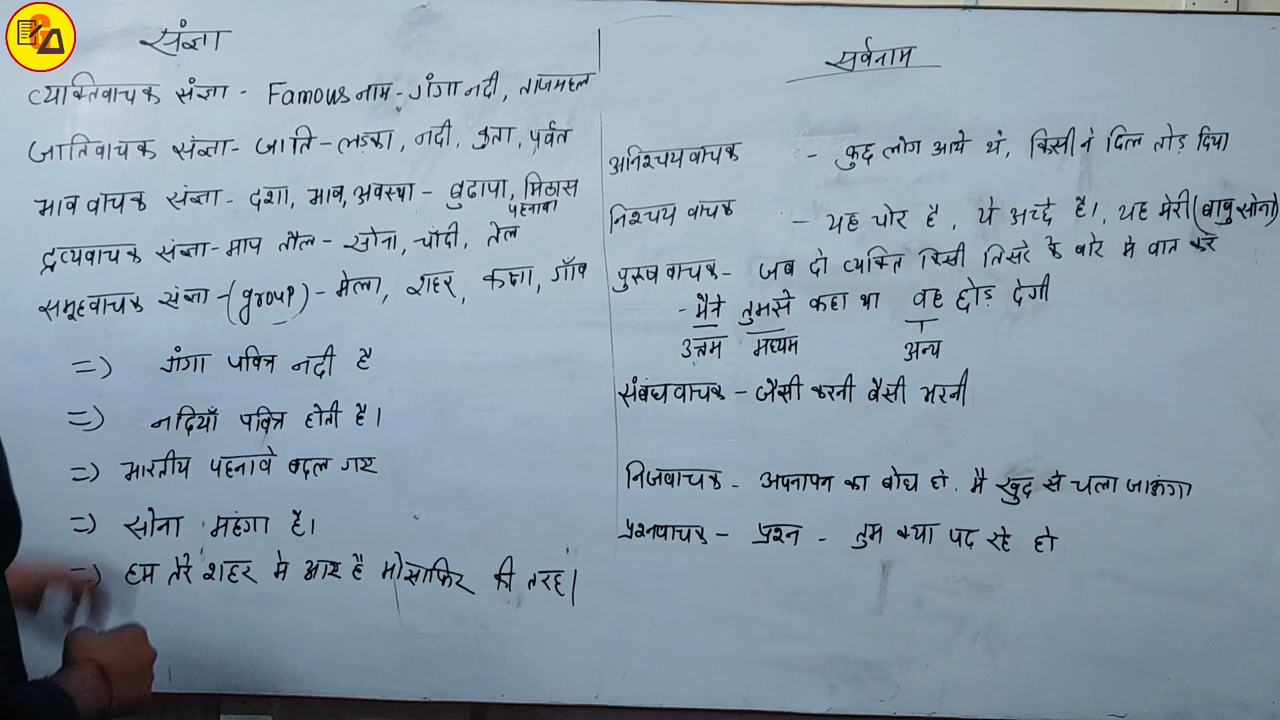 संज्ञा
व्यक्तिवाचक संज्ञा - Famous नाम - गंगा नदी, ताजमहल
जातिवाचक संज्ञा - जाति - लड़का, नदी, कुता, पर्वत
भाव वाचक संज्ञा - दशा, भाव, अवस्था - बुढापा, मिठास
पहनावा
द्रव्यवाचक संज्ञा - माप तौल - सोना, चाँदी, तेल
समूहवाचक संज्ञा - (group) - मेला, शहर, कक्षा, गाँव
=) गंगा पवित्र नदी है
=) नदियाँ पवित्र होती है।
=) भारतीय पहनावे बदल गए
=) सोना महंगा है।
=) हम तेरे शहर मे आए है मोसाफिर की तरह।
सर्वनाम
अनिश्चयवाचक - कुछ लोग आये थे, किसी ने दिल तोड़ दिया
निश्चय वाचक - यह चोर है, ये अच्छे है।, यह मेरी (बाबु सोना)
पुरुषवाचक - जब दो व्यक्ति किसी तिसरे के बारे मे बात करे
- मैने तुमसे कहा था वह छोड़ देगी
उत्तम मध्यम अन्य
संबंधवाचक - जैसी करनी वैसी भरनी
निजवाचक - अपनापन का बोध हो. मै खुद से चला जाऊंगा
प्रश्नवाचक - प्रश्न - तुम क्या पढ रहे हो